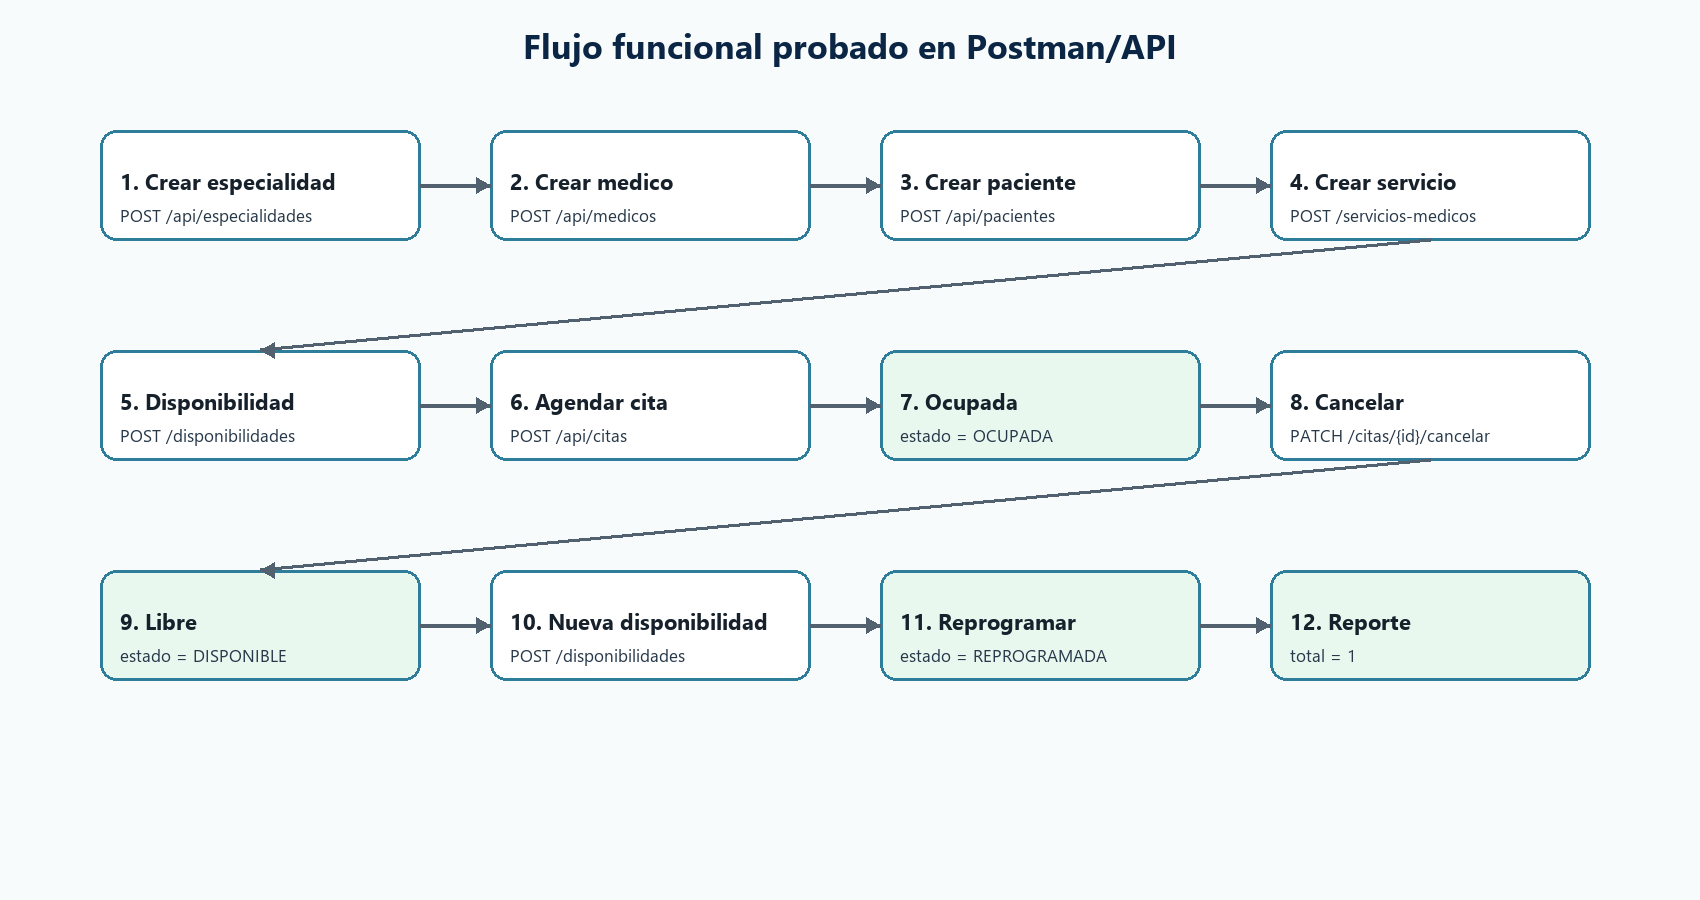 Flujo funcional probado en Postman/API
1. Crear especialidad
POST /api/especialidades
2. Crear medico
POST /api/medicos
3. Crear paciente
POST /api/pacientes
4. Crear servicio
POST /servicios-medicos
5. Disponibilidad
POST /disponibilidades
6. Agendar cita
POST /api/citas
7. Ocupada
estado = OCUPADA
8. Cancelar
PATCH /citas/{id}/cancelar
9. Libre
estado = DISPONIBLE
10. Nueva disponibilidad
POST /disponibilidades
11. Reprogramar
estado = REPROGRAMADA
12. Reporte
total = 1